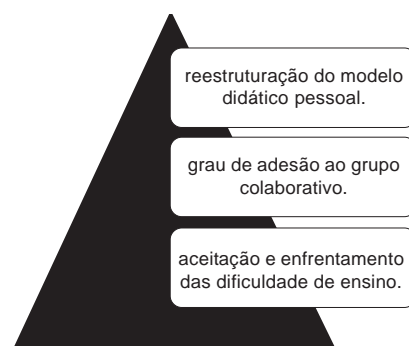 reestruturação do modelo
didático pessoal.
grau de adesão ao grupo
colaborativo.
aceitação e enfrentamento
das dificuldade de ensino.